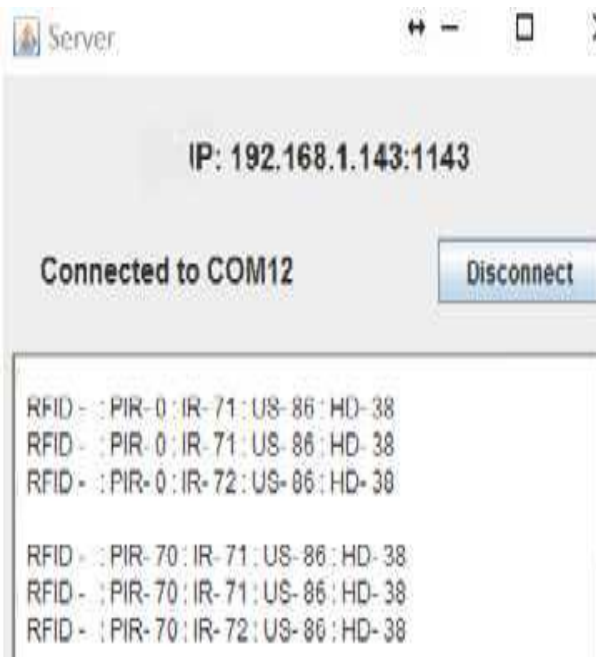 Server
IP: 192.168.1.143:1143
Connected to COM12
Disconnect
RFID - : PIR- 0 : IR- 71 : US- 86 : HD- 38
RFID - : PIR- 0 : IR- 71 : US- 86 : HD- 38
RFID - : PIR- 0 : IR- 72 : US- 86 : HD- 38
RFID - : PIR- 70 : IR- 71 : US- 86 : HD- 38
RFID - : PIR- 70 : IR- 71 : US- 86 : HD- 38
RFID - : PIR- 70 : IR- 72 : US- 86 : HD- 38